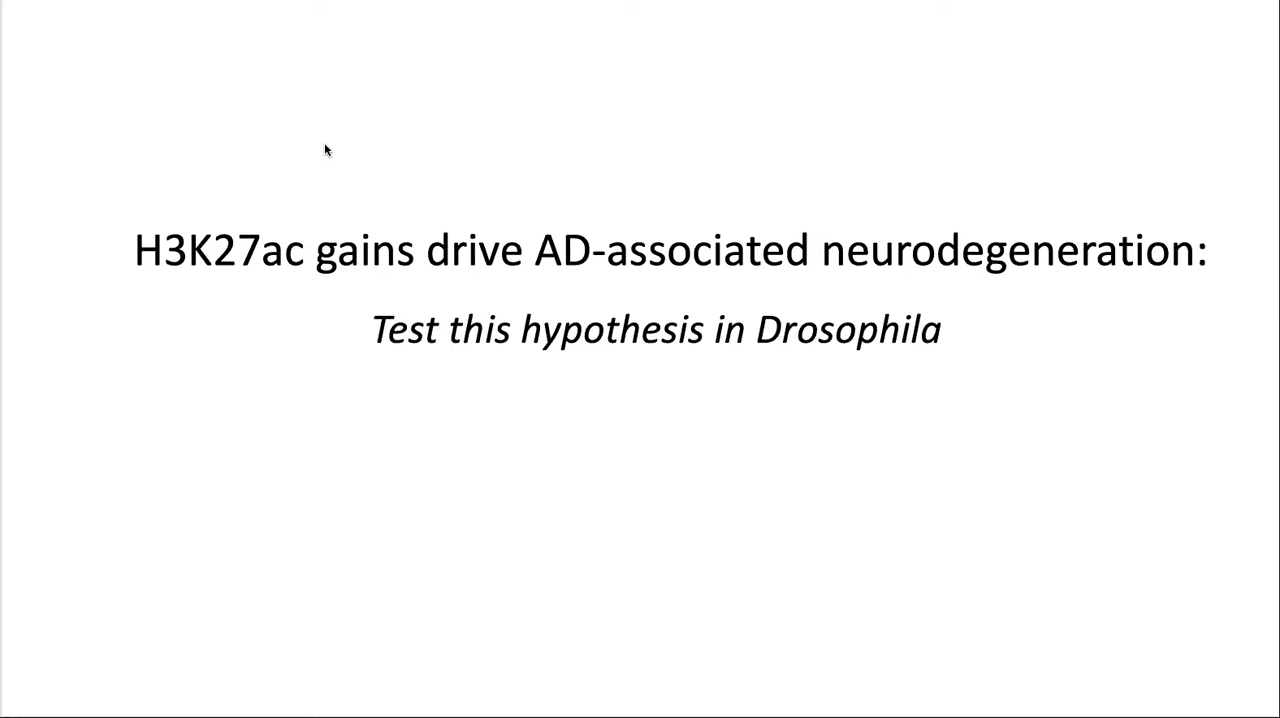 H3K27ac gains drive AD-associated neurodegeneration:
Test this hypothesis in Drosophila